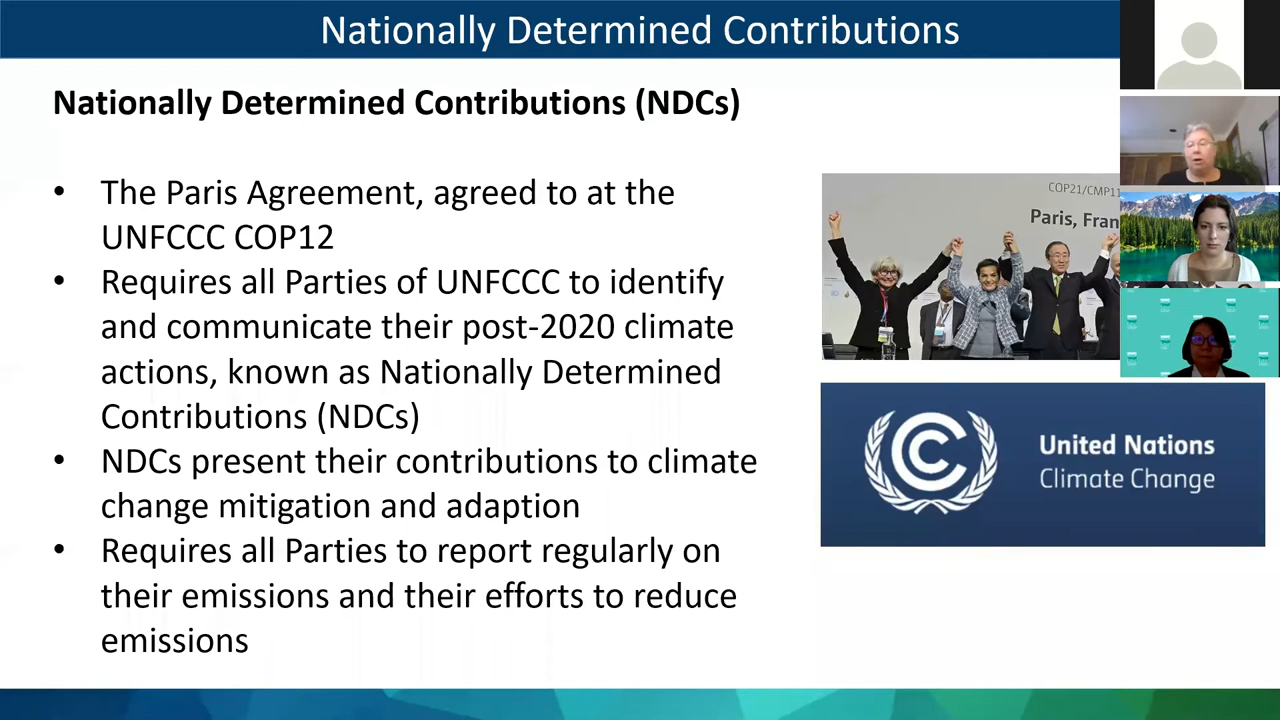 Nationally Determined Contributions
Nationally Determined Contributions (NDCs)
• The Paris Agreement, agreed to at the
UNFCCC COP12
• Requires all Parties of UNFCCC to identify
and communicate their post-2020 climate
actions, known as Nationally Determined
Contributions (NDCs)
• NDCs present their contributions to climate
change mitigation and adaption
• Requires all Parties to report regularly on
their emissions and their efforts to reduce
emissions
COP21/CMP11
Paris, Fran
United Nations
Climate Change